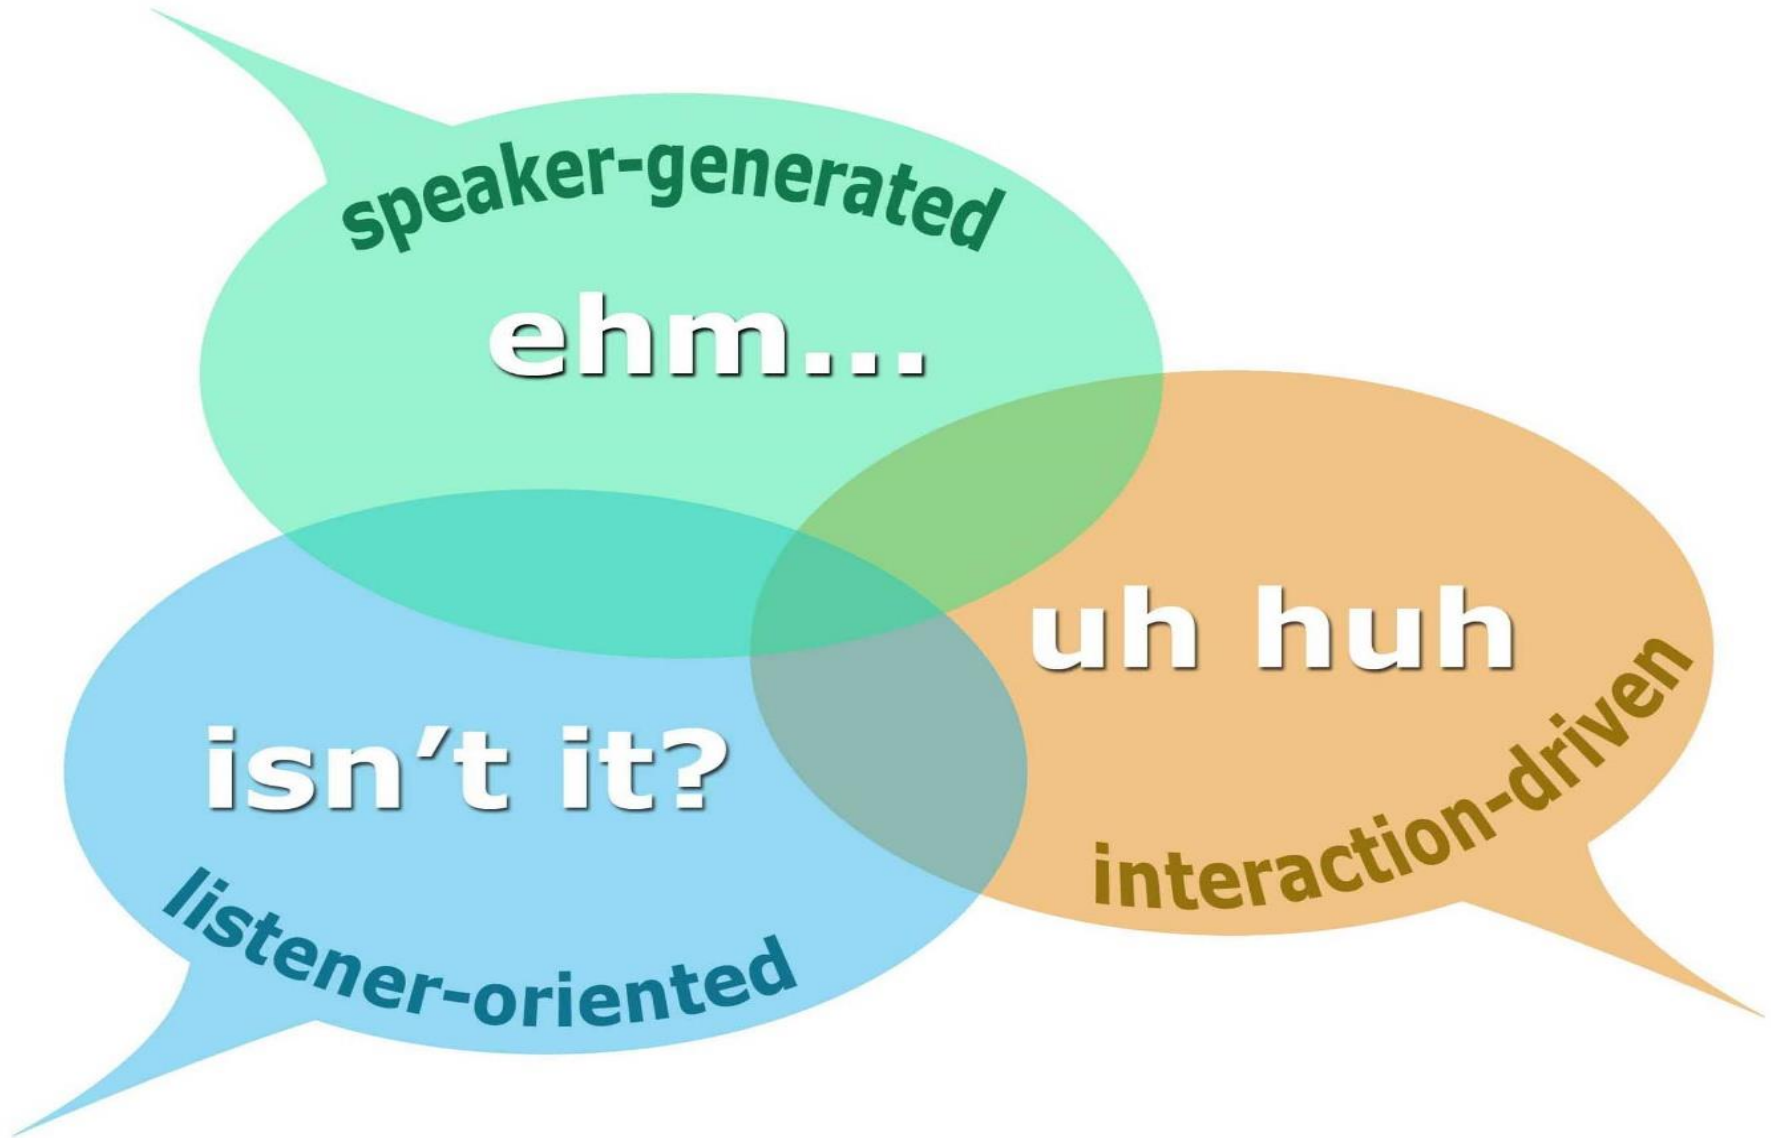 speaker-generated
ehm...
uh huh
interaction-driven
isn't it?
listener-oriented